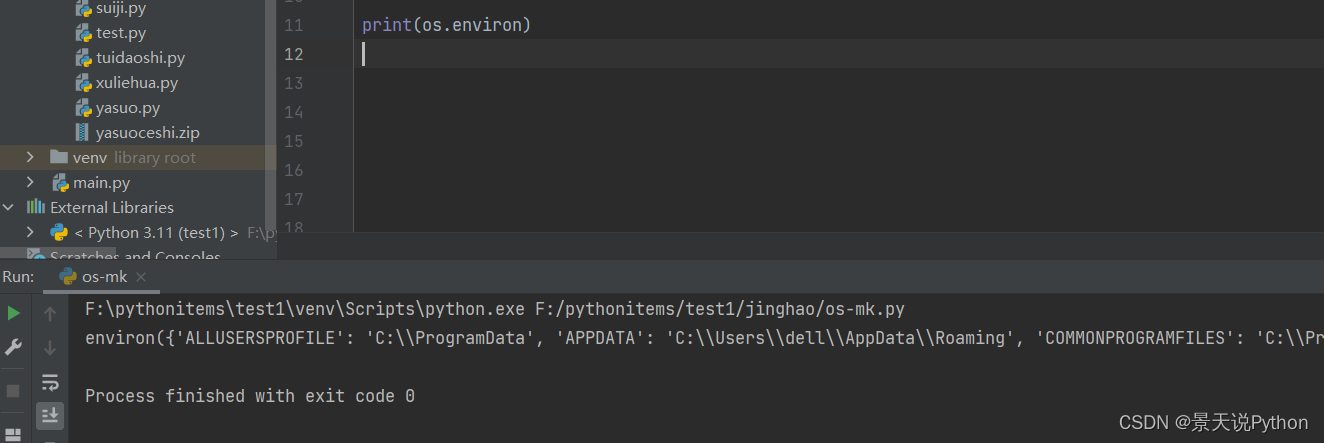 suiji.py
test.py
tuidaoshi.py
xuliehua.py
yasuo.py
yasuoceshi.zip
venv library root
main.py
External Libraries
< Python 3.11 (test1) > F:\
Scratches and Consoles
11 print(os.environ)
12
13
14
15
16
17
18
Run: os-mk
F:\pythonitems\test1\venv\Scripts\python.exe F:/pythonitems/test1/jinghao/os-mk.py
environ({'ALLUSERSPROFILE': 'C:\\ProgramData', 'APPDATA': 'C:\\Users\\dell\\AppData\\Roaming', 'COMMONPROGRAMFILES': 'C:\\Pr
Process finished with exit code 0
CSDN @景天说Python